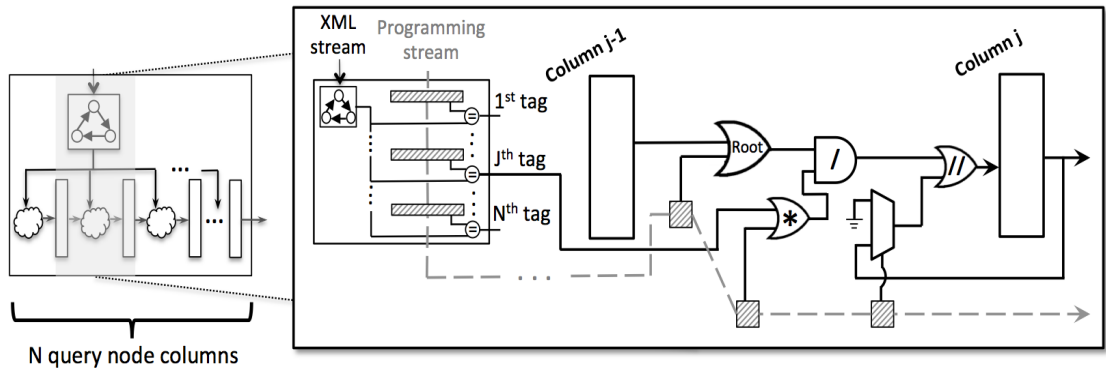 XML
stream
Programming
stream
Column j-1
Column j
1st tag
=
Jth tag
=
Nth tag
=
Root
/
//
*
...
...
...
N query node columns